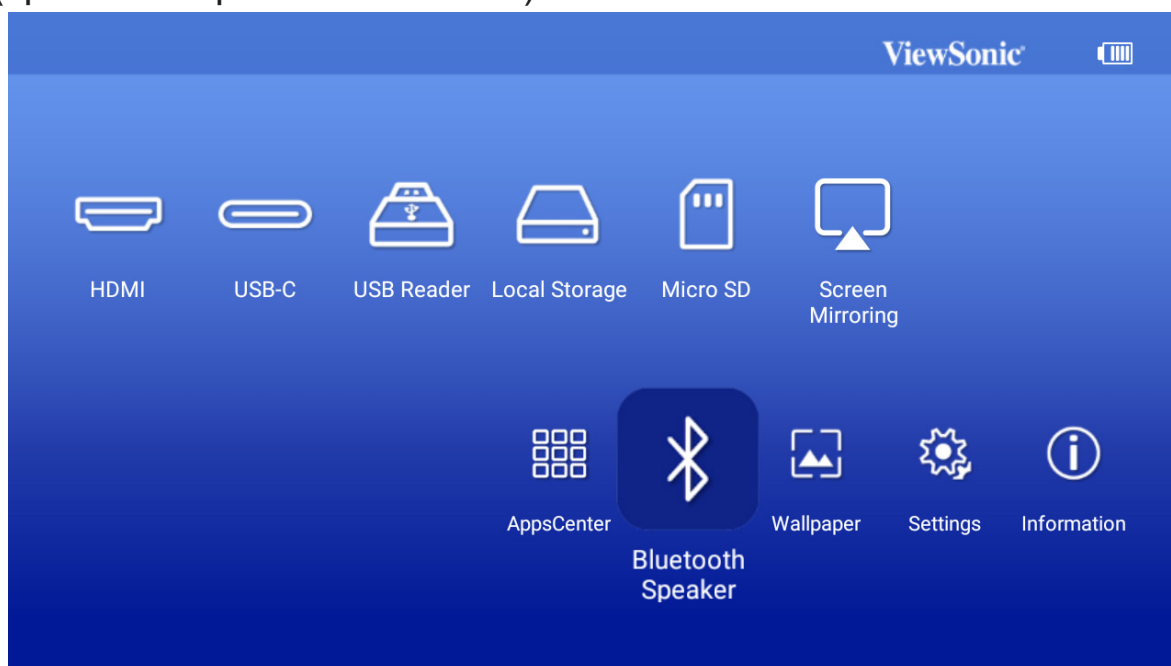 ViewSonic
HDMI
USB-C
USB Reader
Local Storage
Micro SD
Screen
Mirroring
AppsCenter
Bluetooth
Speaker
Wallpaper
Settings
Information